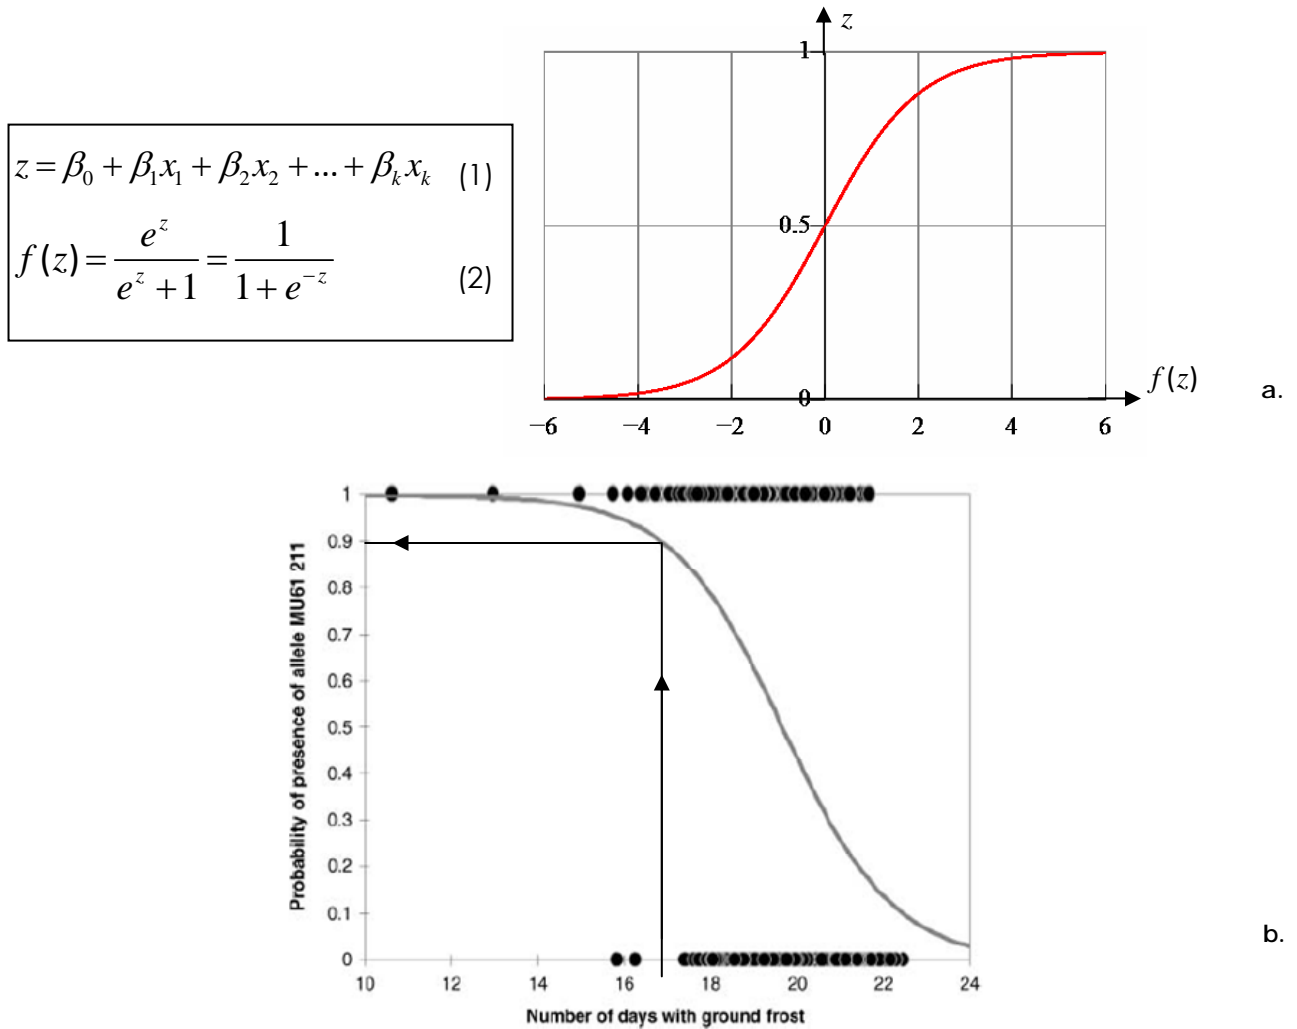 z = β₀ + β₁x₁ + β₂x₂ + ... + βₖxₖ (1)
f(z) = e^z / (e^z + 1) = 1 / (1 + e^−z) (2)
z
1
0.5
0
f(z)
−6 −4 −2 0 2 4 6
a.
Probability of presence of allele MU61 211
1
0.9
0.8
0.7
0.6
0.5
0.4
0.3
0.2
0.1
0
10 12 14 16 18 20 22 24
Number of days with ground frost
b.